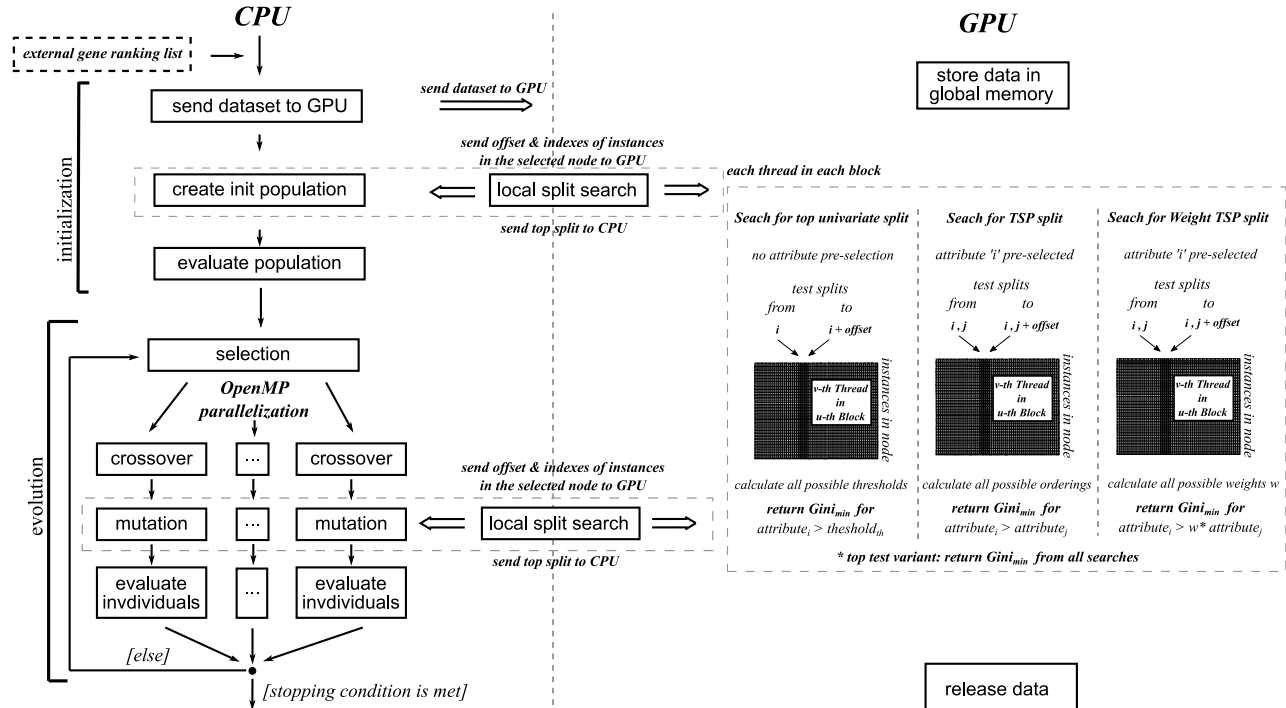 CPU
external gene ranking list
initialization
send dataset to GPU
send dataset to GPU
send offset & indexes of instances
in the selected node to GPU
create init population
local split search
send top split to CPU
evaluate population
evolution
selection
OpenMP
parallelization
crossover
...
crossover
send offset & indexes of instances
in the selected node to GPU
mutation
...
mutation
local split search
send top split to CPU
evaluate
invdividuals
...
evaluate
invdividuals
[else]
[stopping condition is met]
GPU
store data in
global memory
each thread in each block
Seach for top univariate split
no attribute pre-selection
test splits
from to
i i + offset
v-th Thread
in
u-th Block
instances in node
calculate all possible thresholds
return Gini_min for
attribute_i > theshold_th
Seach for TSP split
attribute 'i' pre-selected
test splits
from to
i , j i , j + offset
v-th Thread
in
u-th Block
instances in node
calculate all possible orderings
return Gini_min for
attribute_i > attribute_j
Seach for Weight TSP split
attribute 'i' pre-selected
test splits
from to
i , j i , j + offset
v-th Thread
in
u-th Block
instances in node
calculate all possible weights w
return Gini_min for
attribute_i > w* attribute_j
* top test variant: return Gini_min from all searches
release data